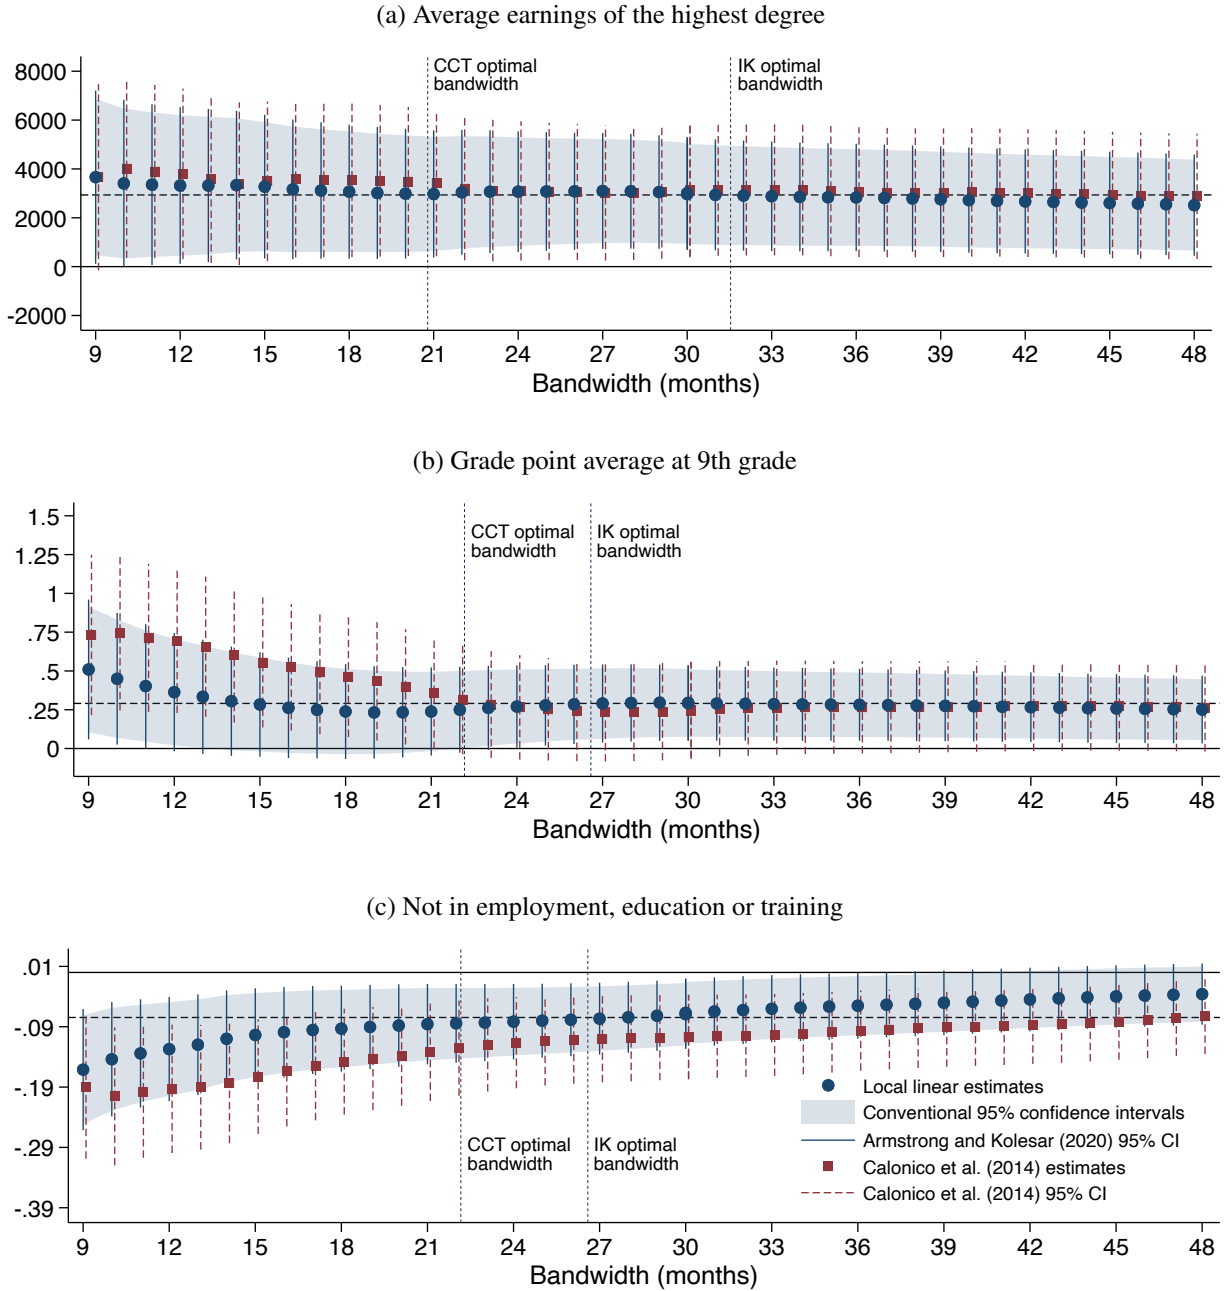 (a) Average earnings of the highest degree
CCT optimal
bandwidth
IK optimal
bandwidth
8000
6000
4000
2000
0
-2000
9 12 15 18 21 24 27 30 33 36 39 42 45 48
Bandwidth (months)
(b) Grade point average at 9th grade
CCT optimal
bandwidth
IK optimal
bandwidth
1.5
1.25
1
.75
.5
.25
0
9 12 15 18 21 24 27 30 33 36 39 42 45 48
Bandwidth (months)
(c) Not in employment, education or training
.01
-.09
-.19
-.29
-.39
CCT optimal
bandwidth
IK optimal
bandwidth
Local linear estimates
Conventional 95% confidence intervals
Armstrong and Kolesar (2020) 95% CI
Calonico et al. (2014) estimates
Calonico et al. (2014) 95% CI
9 12 15 18 21 24 27 30 33 36 39 42 45 48
Bandwidth (months)